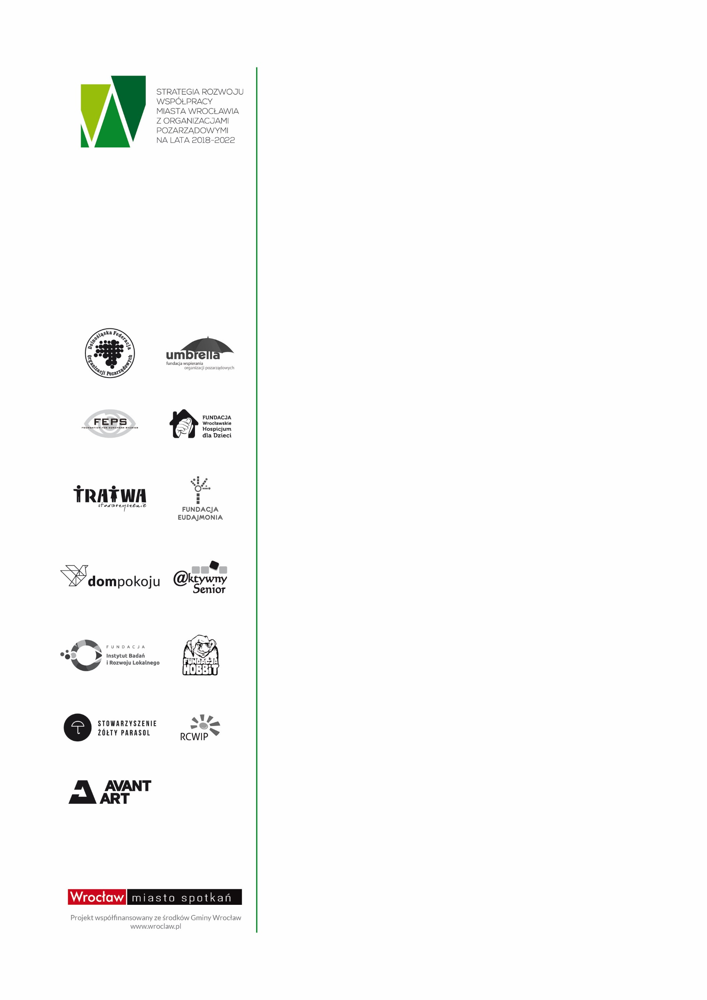 STRATEGIA ROZWOJU
WSPÓŁPRACY
MIASTA WROCŁAWIA
Z ORGANIZACJAMI
POZARZĄDOWYMI
NA LATA 2018-2022
Dolnośląska Federacja
Organizacji Pozarządowych
umbrella
fundacja wspierania
organizacji pozarządowych
FEPS
FOUNDATION FOR EUROPEAN STUDIES
FUNDACJA
Wrocławskie
Hospicjum
dla Dzieci
TRATWA
stowarzyszenie
FUNDACJA
EUDAJMONIA
dompokoju
@ktywny
Senior
FUNDACJA
Instytut Badań
i Rozwoju Lokalnego
FUNDACJA
HOBBiT
STOWARZYSZENIE
ŻÓŁTY PARASOL
RCWIP
AVANT
ART
Wrocław miasto spotkań
Projekt współfinansowany ze środków Gminy Wrocław
www.wroclaw.pl